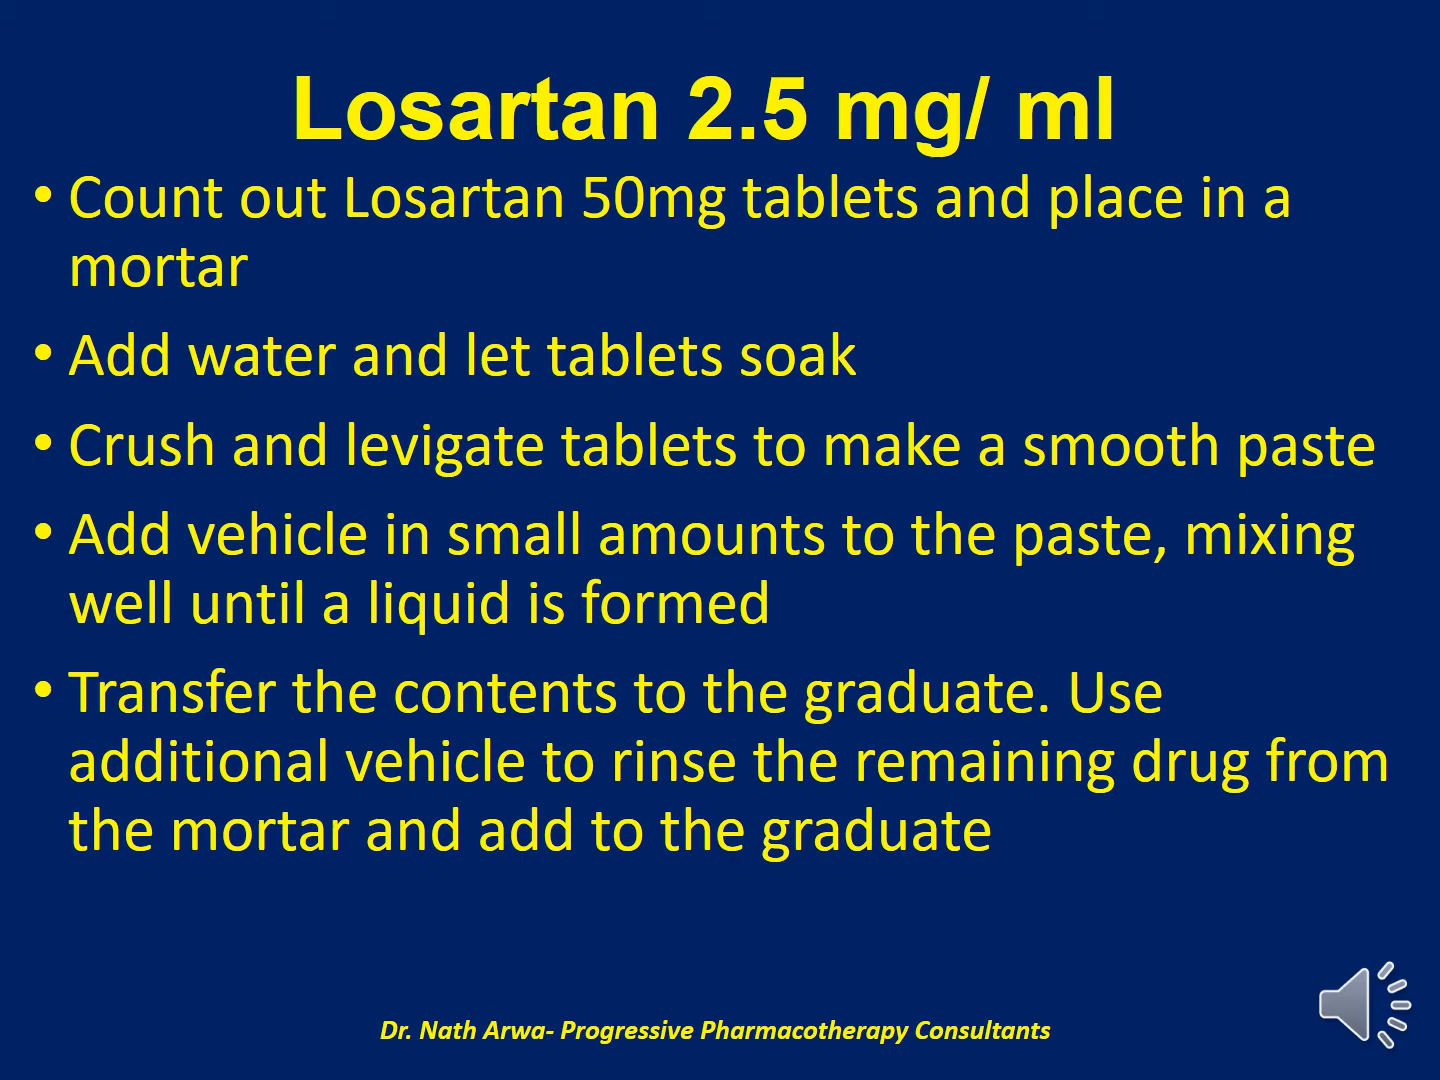 Losartan 2.5 mg/ ml
• Count out Losartan 50mg tablets and place in a
mortar
• Add water and let tablets soak
• Crush and levigate tablets to make a smooth paste
• Add vehicle in small amounts to the paste, mixing
well until a liquid is formed
• Transfer the contents to the graduate. Use
additional vehicle to rinse the remaining drug from
the mortar and add to the graduate
Dr. Nath Arwa- Progressive Pharmacotherapy Consultants